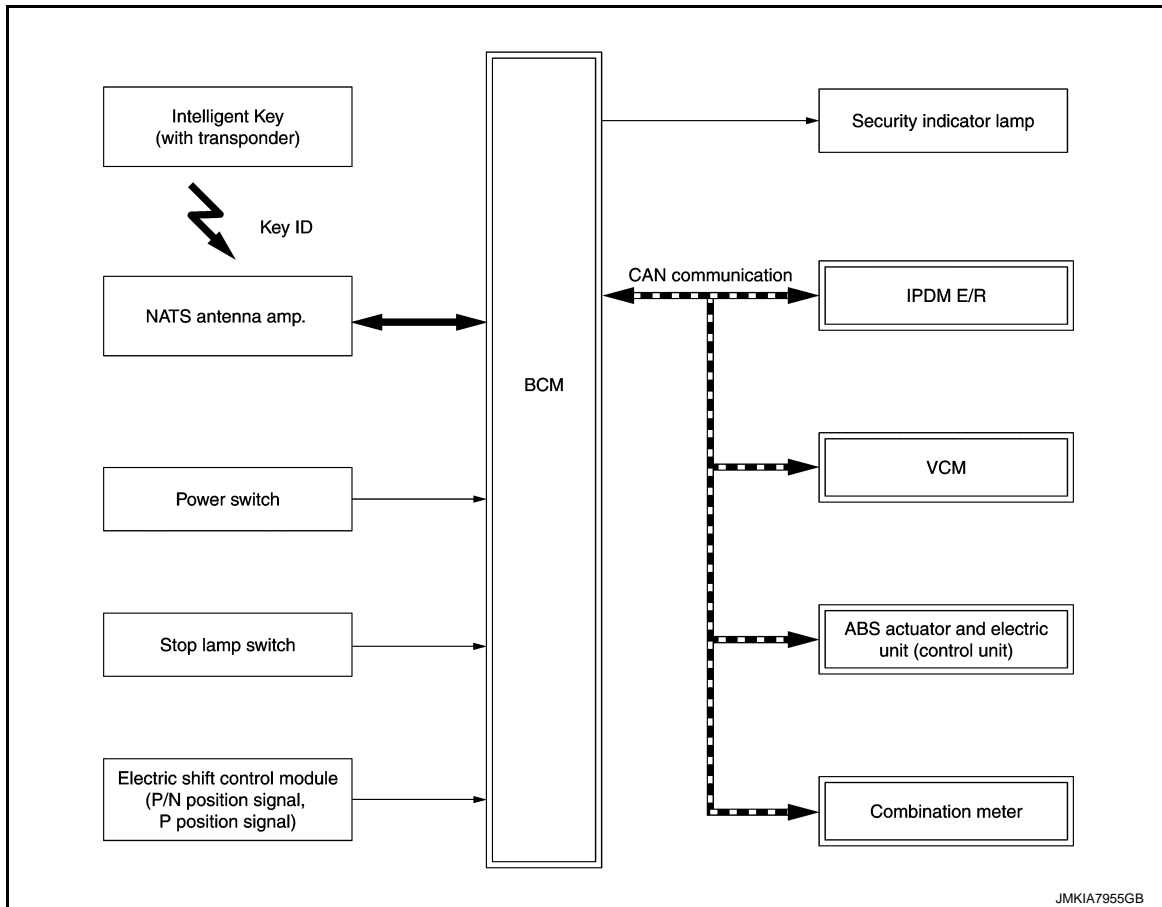 Intelligent Key
(with transponder)
Key ID
NATS antenna amp.
Power switch
Stop lamp switch
Electric shift control module
(P/N position signal,
P position signal)
BCM
Security indicator lamp
CAN communication
IPDM E/R
VCM
ABS actuator and electric
unit (control unit)
Combination meter
JMKIA7955GB